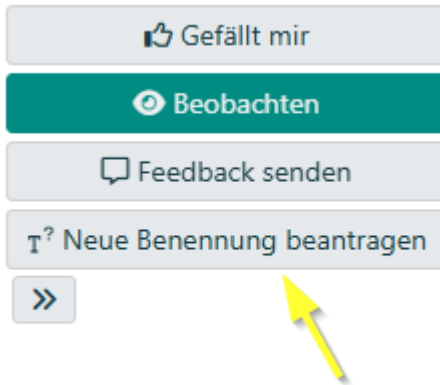 Gefällt mir
Beobachten
Feedback senden
T? Neue Benennung beantragen